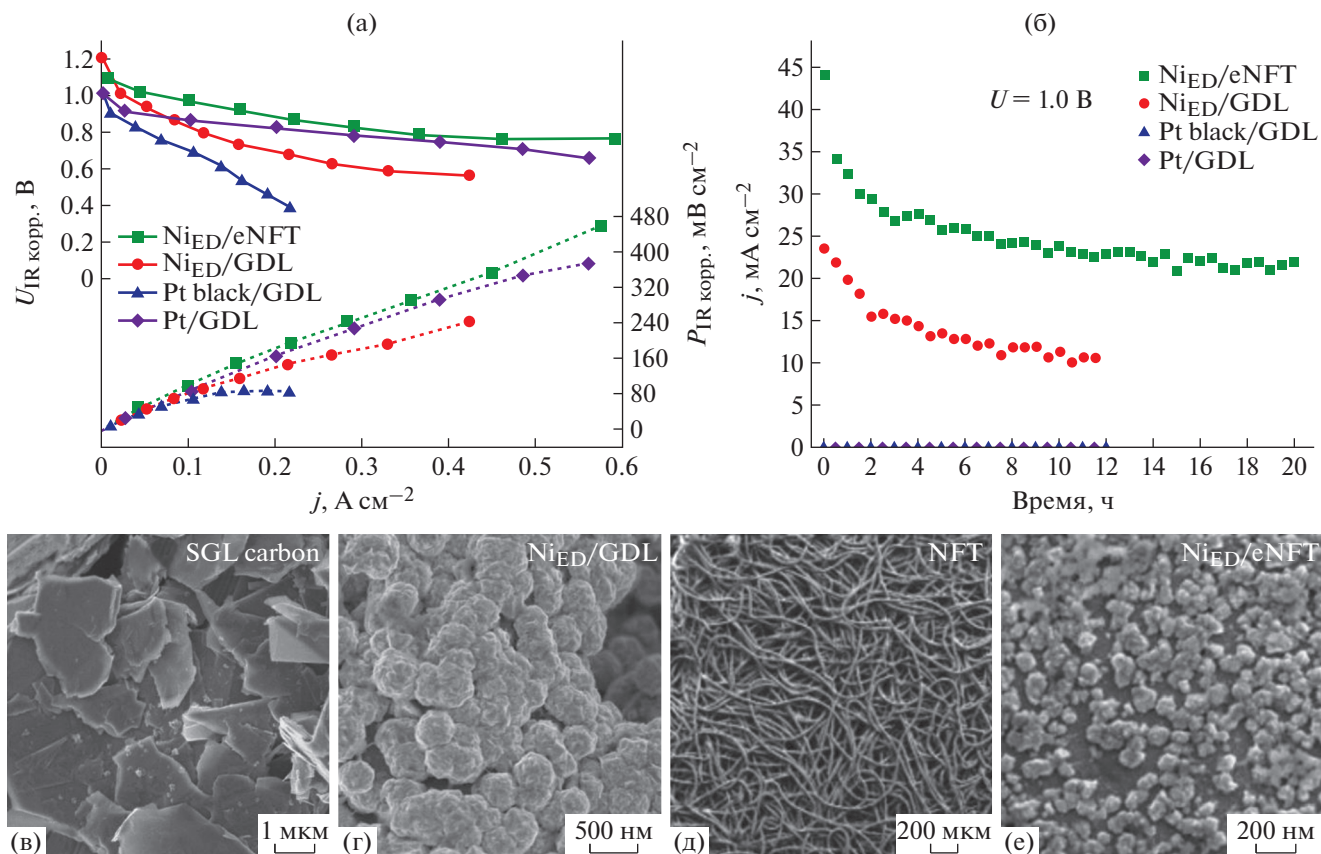 (а)
1.2
1.0
0.8
0.6
0.4
0.2
0
U_IR корр., В
Ni_ED/eNFT
Ni_ED/GDL
Pt black/GDL
Pt/GDL
480
400
320
240
160
80
0
P_IR корр., мВ см⁻²
0 0.1 0.2 0.3 0.4 0.5 0.6
j, А см⁻²
(б)
45
40
35
30
25
20
15
10
5
0
j, мА см⁻²
U = 1.0 В
Ni_ED/eNFT
Ni_ED/GDL
Pt black/GDL
Pt/GDL
0 2 4 6 8 10 12 14 16 18 20
Время, ч
SGL carbon
(в)
1 мкм
Ni_ED/GDL
(г)
500 нм
NFT
(д)
200 мкм
Ni_ED/eNFT
(е)
200 нм